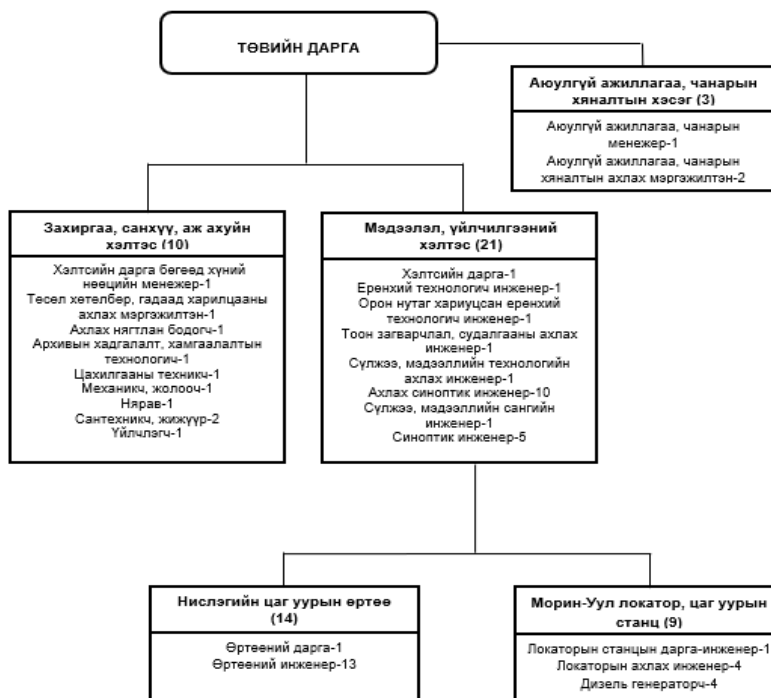 ТӨВИЙН ДАРГА
Аюулгүй ажиллагаа, чанарын
хяналтын хэсэг (3)
Аюулгүй ажиллагаа, чанарын
менежер-1
Аюулгүй ажиллагаа, чанарын
хяналтын ахлах мэргэжилтэн-2
Захиргаа, санхүү, аж ахуйн
хэлтэс (10)
Хэлтсийн дарга бөгөөд хүний
нөөцийн менежер-1
Төсөл хөтөлбөр, гадаад харилцааны
ахлах мэргэжилтэн-1
Ахлах нягтлан бодогч-1
Архивын хадгалалт, хамгаалалтын
технологич-1
Цахилгааны техникч-1
Механикч, жолооч-1
Нярав-1
Сантехникч, жижүүр-2
Үйлчлэгч-1
Мэдээлэл, үйлчилгээний
хэлтэс (21)
Хэлтсийн дарга-1
Ерөнхий технологич инженер-1
Орон нутаг хариуцсан ерөнхий
технологич инженер-1
Тоон загварчлал, судалгааны ахлах
инженер-1
Сүлжээ, мэдээллийн технологийн
ахлах инженер-1
Ахлах синоптик инженер-10
Сүлжээ, мэдээллийн сангийн
инженер-1
Синоптик инженер-5
Нислэгийн цаг уурын өртөө
(14)
Өртөөний дарга-1
Өртөөний инженер-13
Морин-Уул локатор, цаг уурын
станц (9)
Локаторын станцын дарга-инженер-1
Локаторын ахлах инженер-4
Дизель генераторч-4